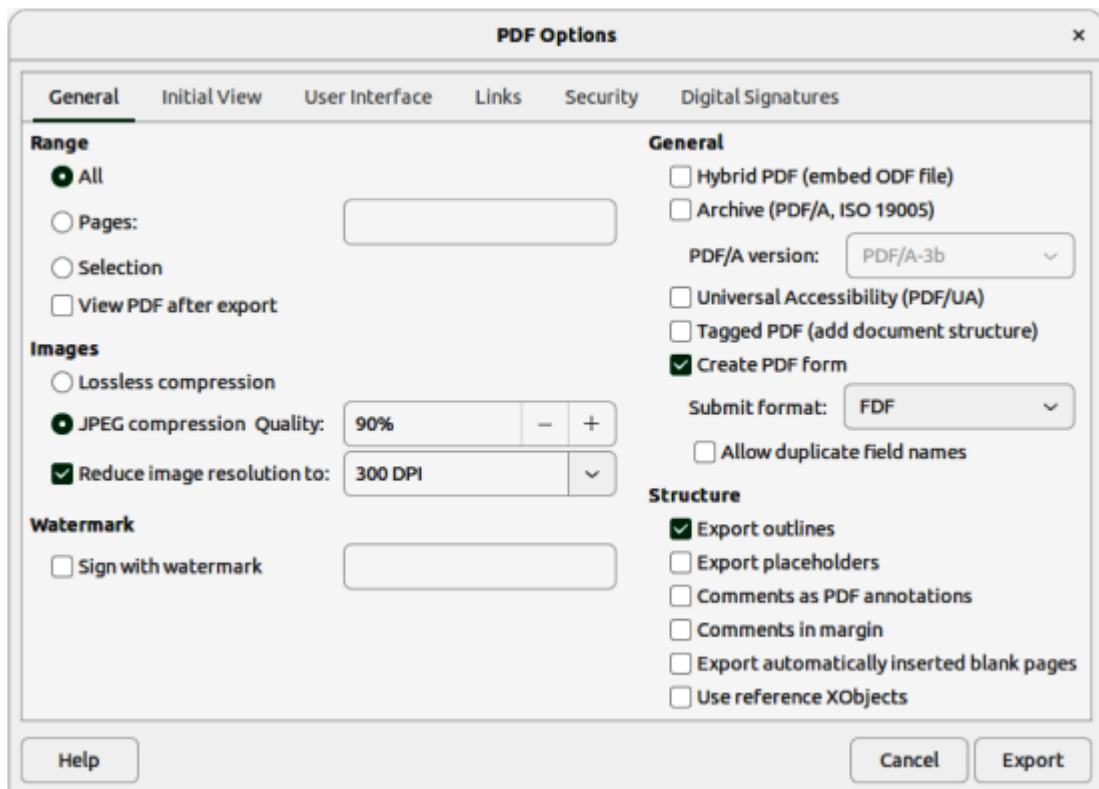 PDF Options
General Initial View User Interface Links Security Digital Signatures
Range
All
Pages:
Selection
View PDF after export
Images
Lossless compression
JPEG compression Quality: 90%
Reduce image resolution to: 300 DPI
Watermark
Sign with watermark
General
Hybrid PDF (embed ODF file)
Archive (PDF/A, ISO 19005)
PDF/A version: PDF/A-3b
Universal Accessibility (PDF/UA)
Tagged PDF (add document structure)
Create PDF form
Submit format: FDF
Allow duplicate field names
Structure
Export outlines
Export placeholders
Comments as PDF annotations
Comments in margin
Export automatically inserted blank pages
Use reference XObjects
Help Cancel Export